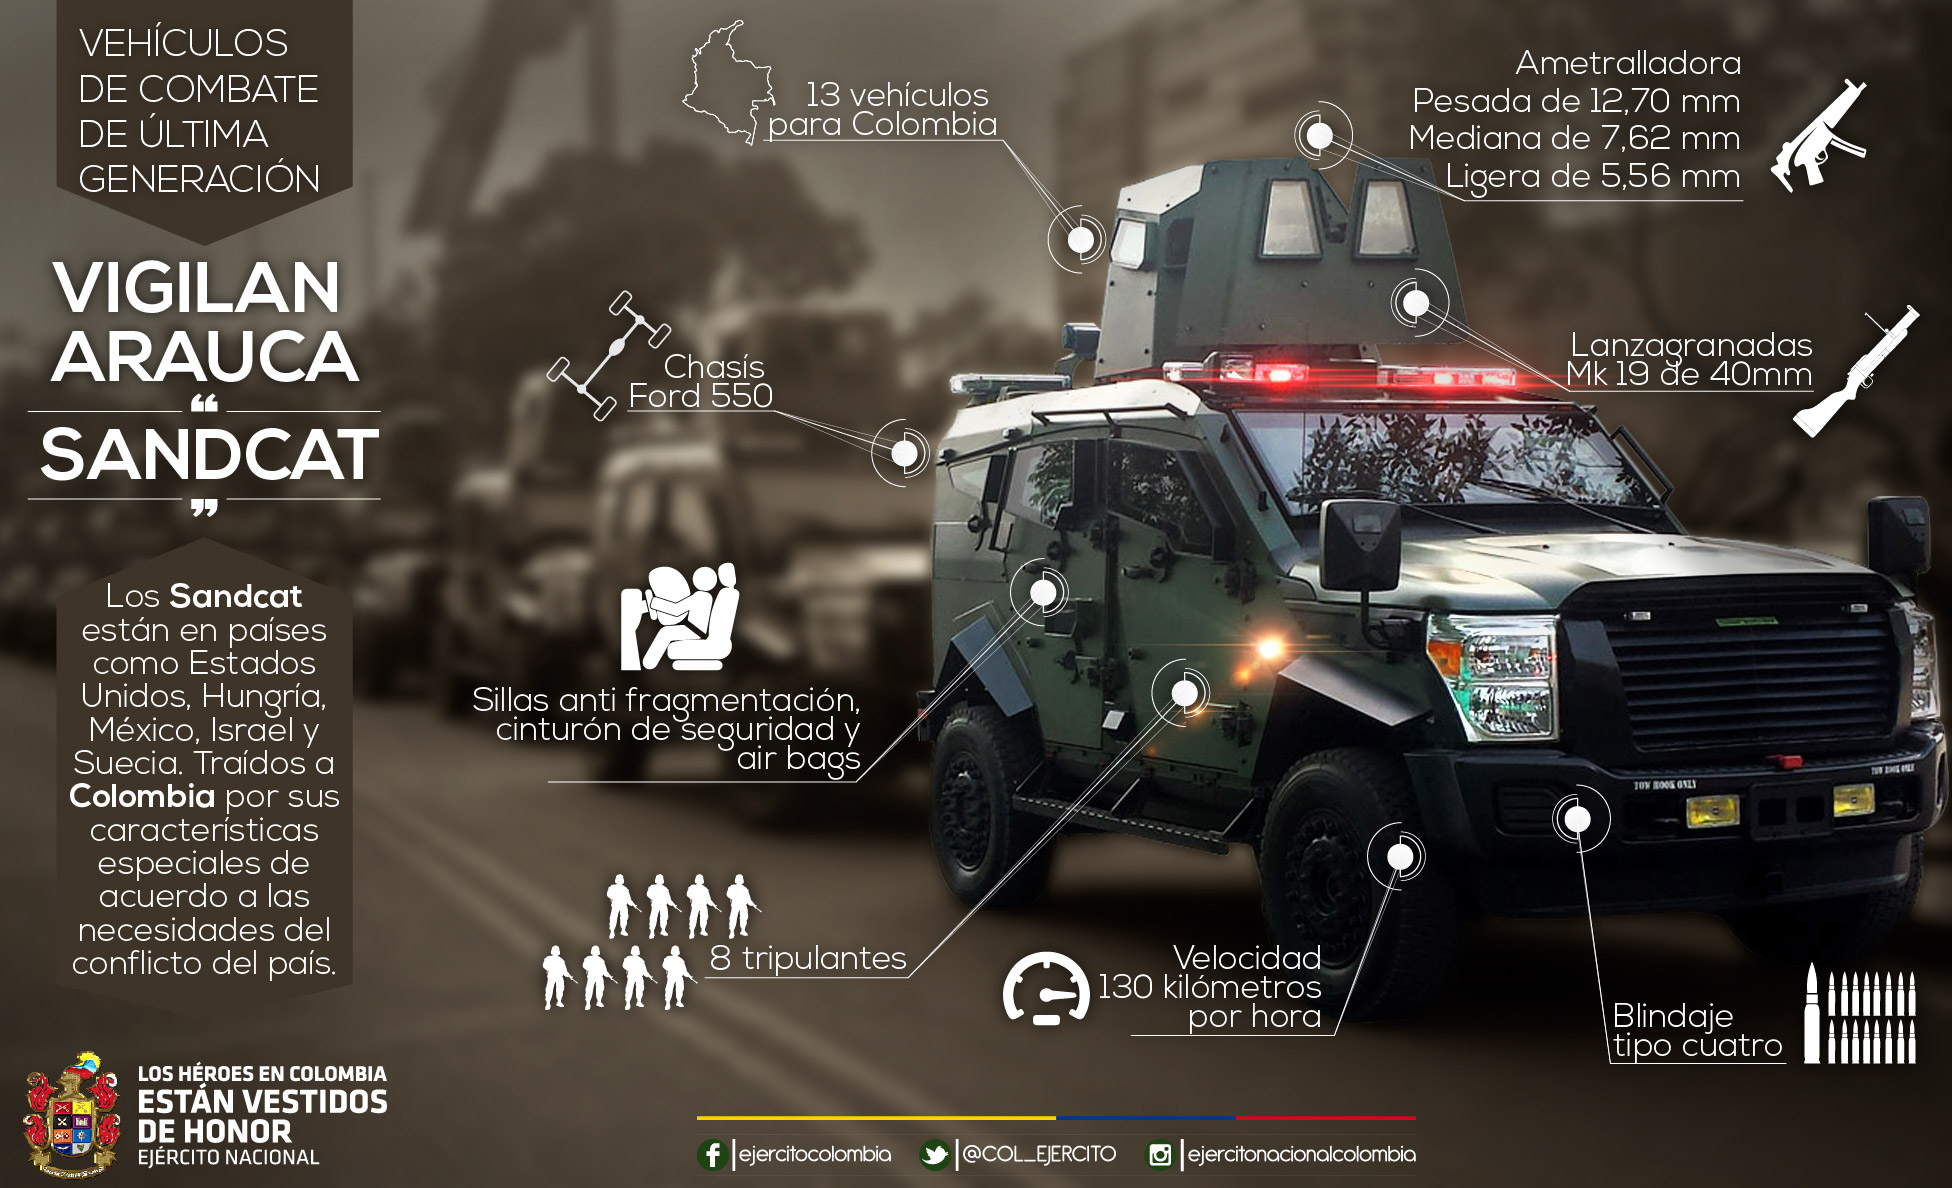 VEHÍCULOS
DE COMBATE
DE ÚLTIMA
GENERACIÓN
VIGILAN
ARAUCA
“
SANDCAT
”
Los Sandcat
están en países
como Estados
Unidos, Hungría,
México, Israel y
Suecia. Traídos a
Colombia por sus
características
especiales de
acuerdo a las
necesidades del
conflicto del país.
13 vehículos
para Colombia
Ametralladora
Pesada de 12,70 mm
Mediana de 7,62 mm
Ligera de 5,56 mm
Chasís
Ford 550
Lanzagranadas
Mk 19 de 40mm
Sillas anti fragmentación,
cinturón de seguridad y
air bags
8 tripulantes
Velocidad
130 kilómetros
por hora
Blindaje
tipo cuatro
TOW HOOK ONLY
TOW HOOK ONLY
LOS HÉROES EN COLOMBIA
ESTÁN VESTIDOS
DE HONOR
EJÉRCITO NACIONAL
ejercitocolombia
@COL_EJERCITO
ejercitonacionalcolombia